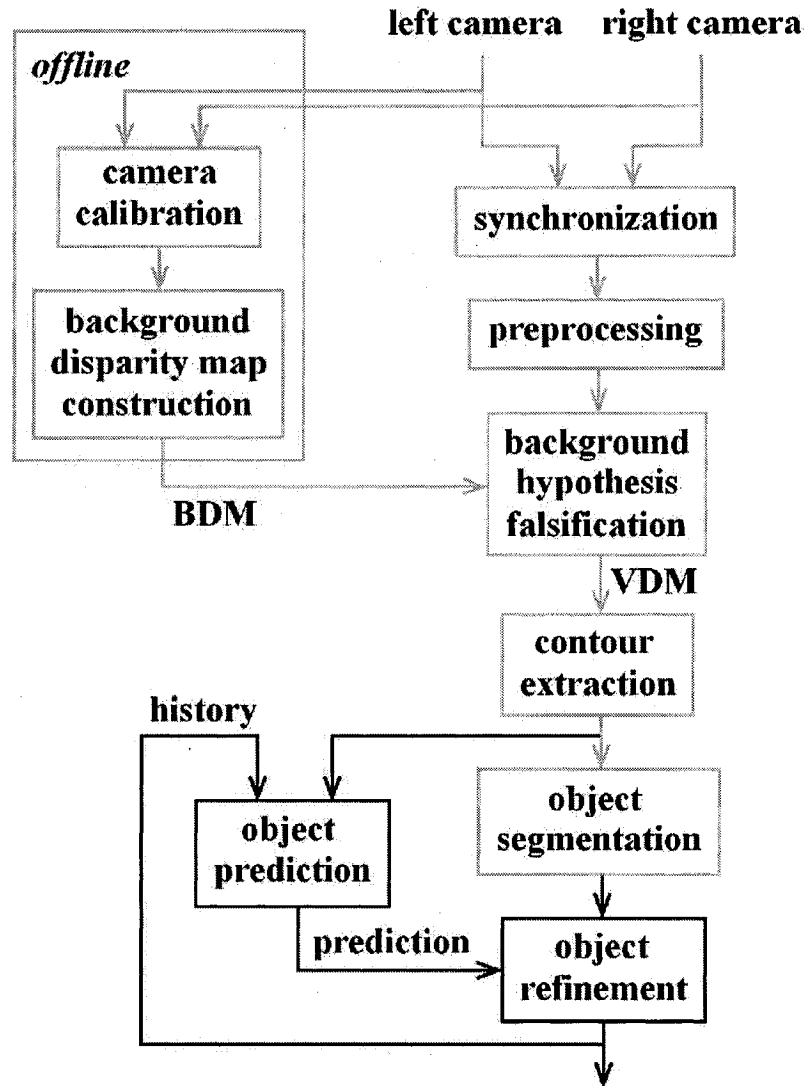 left camera right camera
offline
camera
calibration
synchronization
background
disparity map
construction
preprocessing
background
hypothesis
falsification
BDM
VDM
contour
extraction
history
object
prediction
object
segmentation
prediction
object
refinement